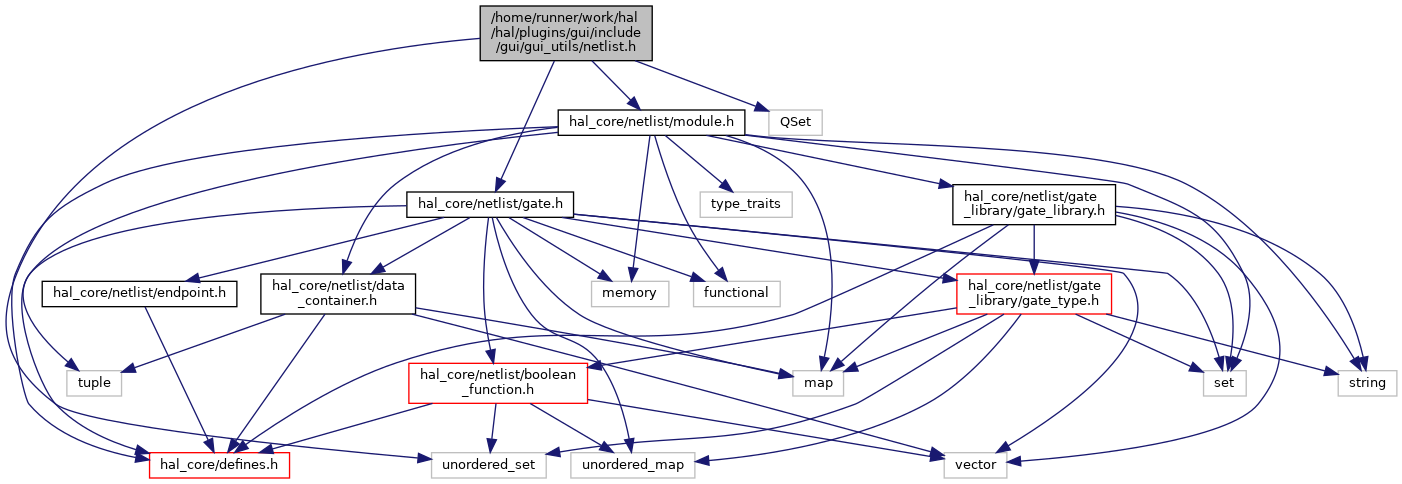 /home/runner/work/hal
/hal/plugins/gui/include
/gui/gui_utils/netlist.h
hal_core/netlist/module.h
QSet
hal_core/netlist/gate.h
type_traits
hal_core/netlist/gate
_library/gate_library.h
hal_core/netlist/endpoint.h
hal_core/netlist/data
_container.h
memory
functional
hal_core/netlist/gate
_library/gate_type.h
tuple
hal_core/netlist/boolean
_function.h
map
set
string
hal_core/defines.h
unordered_set
unordered_map
vector